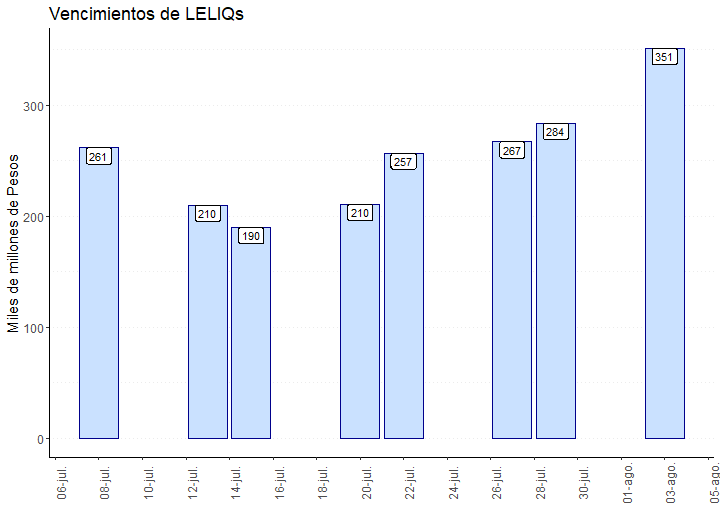 Vencimientos de LELIQs
Miles de millones de Pesos
300
200
100
0
261
210
190
210
257
267
284
351
06-jul.
08-jul.
10-jul.
12-jul.
14-jul.
16-jul.
18-jul.
20-jul.
22-jul.
24-jul.
26-jul.
28-jul.
30-jul.
01-ago.
03-ago.
05-ago.